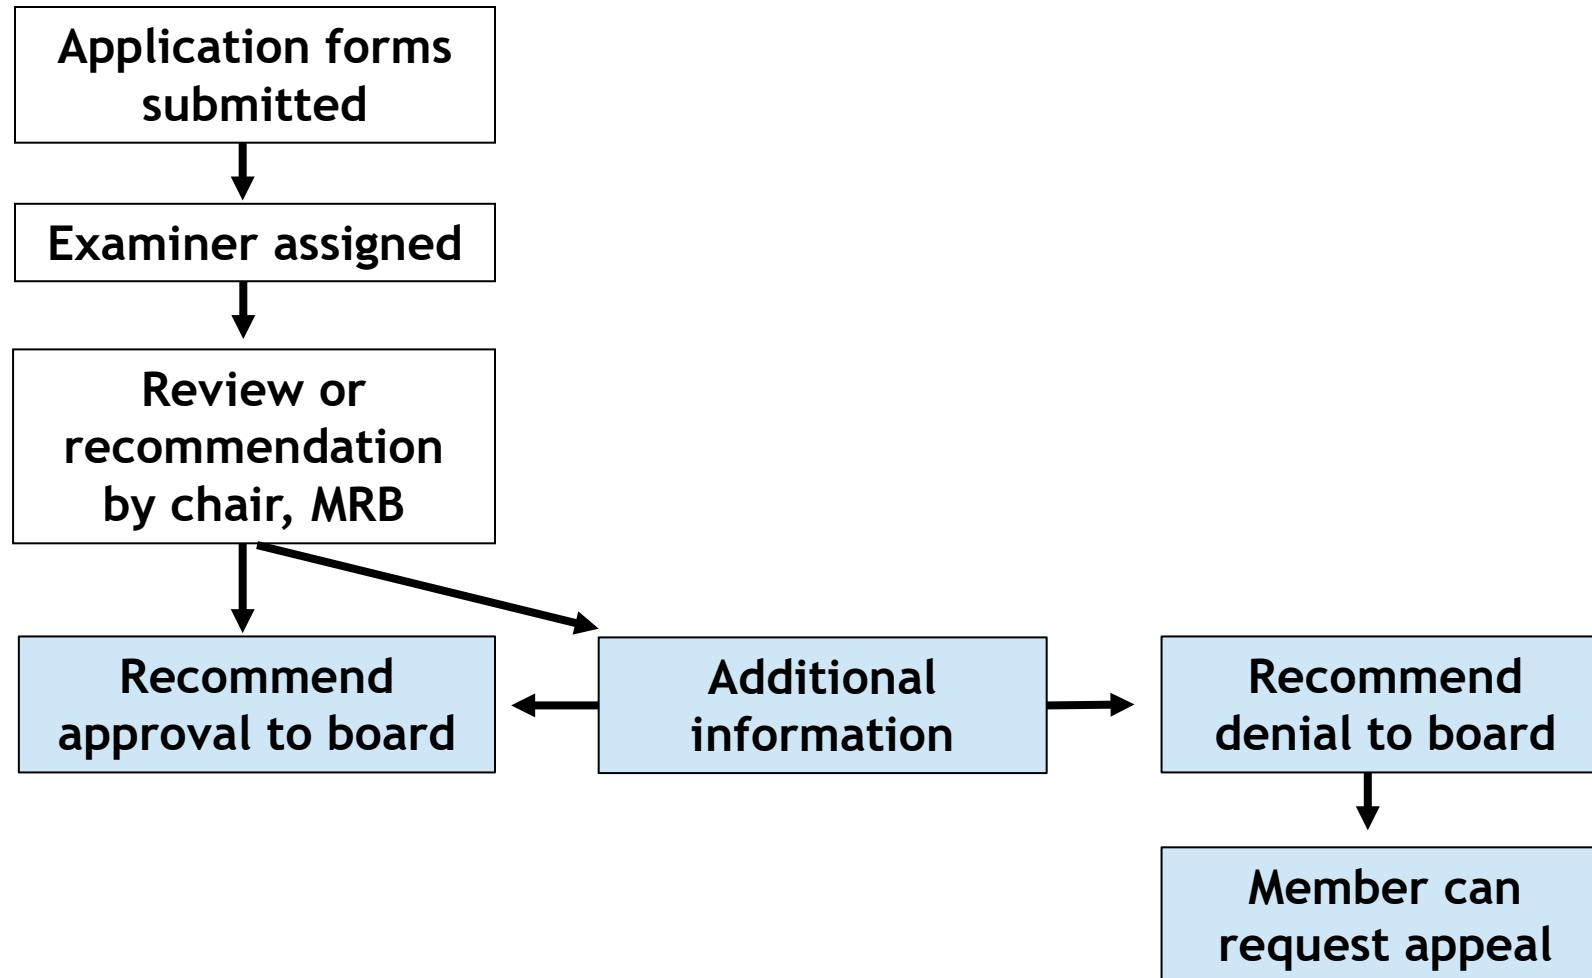 Application forms
submitted
Examiner assigned
Review or
recommendation
by chair, MRB
Recommend
approval to board
Additional
information
Recommend
denial to board
Member can
request appeal